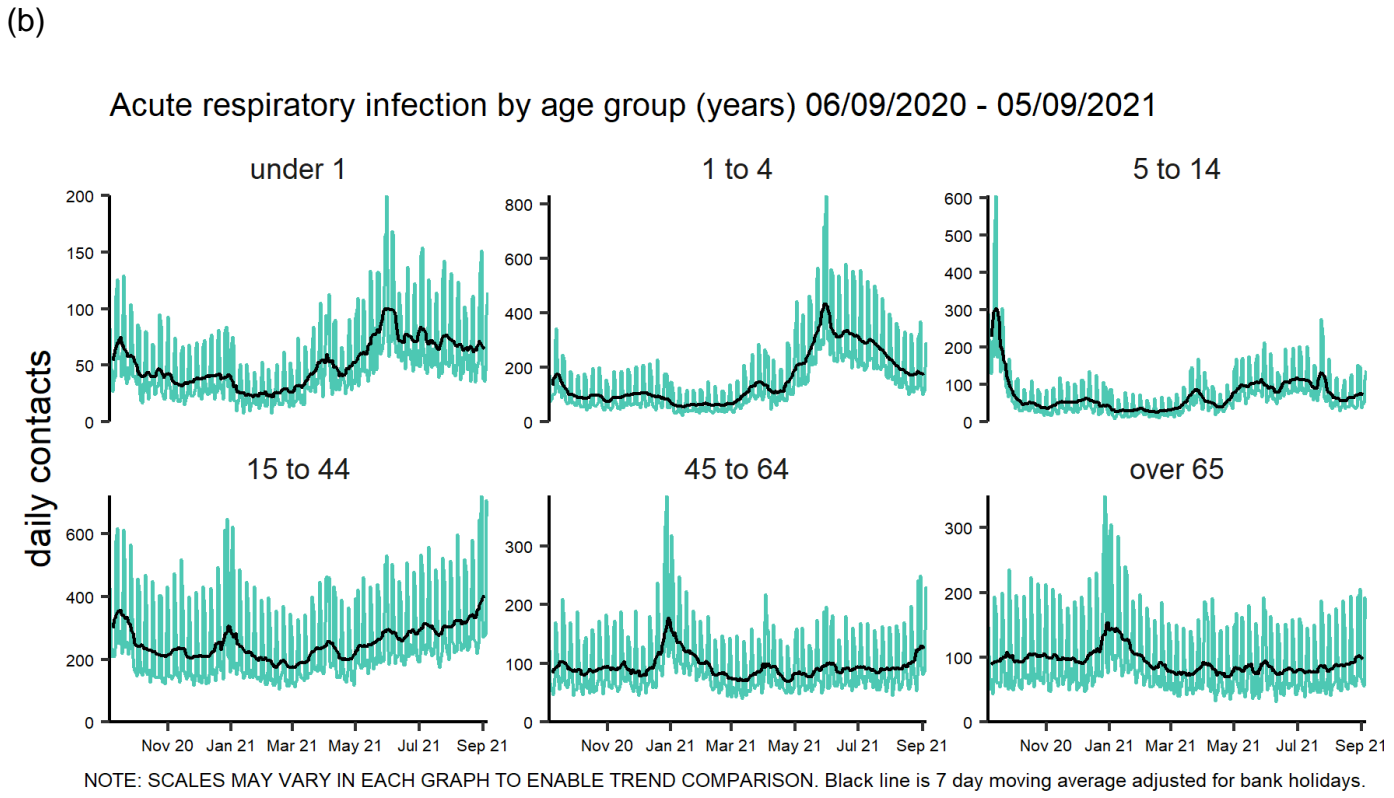 (b)
Acute respiratory infection by age group (years) 06/09/2020 - 05/09/2021
daily contacts
under 1
200
150
100
50
0
1 to 4
800
600
400
200
0
5 to 14
600
500
400
300
200
100
0
15 to 44
600
400
200
0
Nov 20 Jan 21 Mar 21 May 21 Jul 21 Sep 21
45 to 64
300
200
100
0
Nov 20 Jan 21 Mar 21 May 21 Jul 21 Sep 21
over 65
300
200
100
0
Nov 20 Jan 21 Mar 21 May 21 Jul 21 Sep 21
NOTE: SCALES MAY VARY IN EACH GRAPH TO ENABLE TREND COMPARISON. Black line is 7 day moving average adjusted for bank holidays.